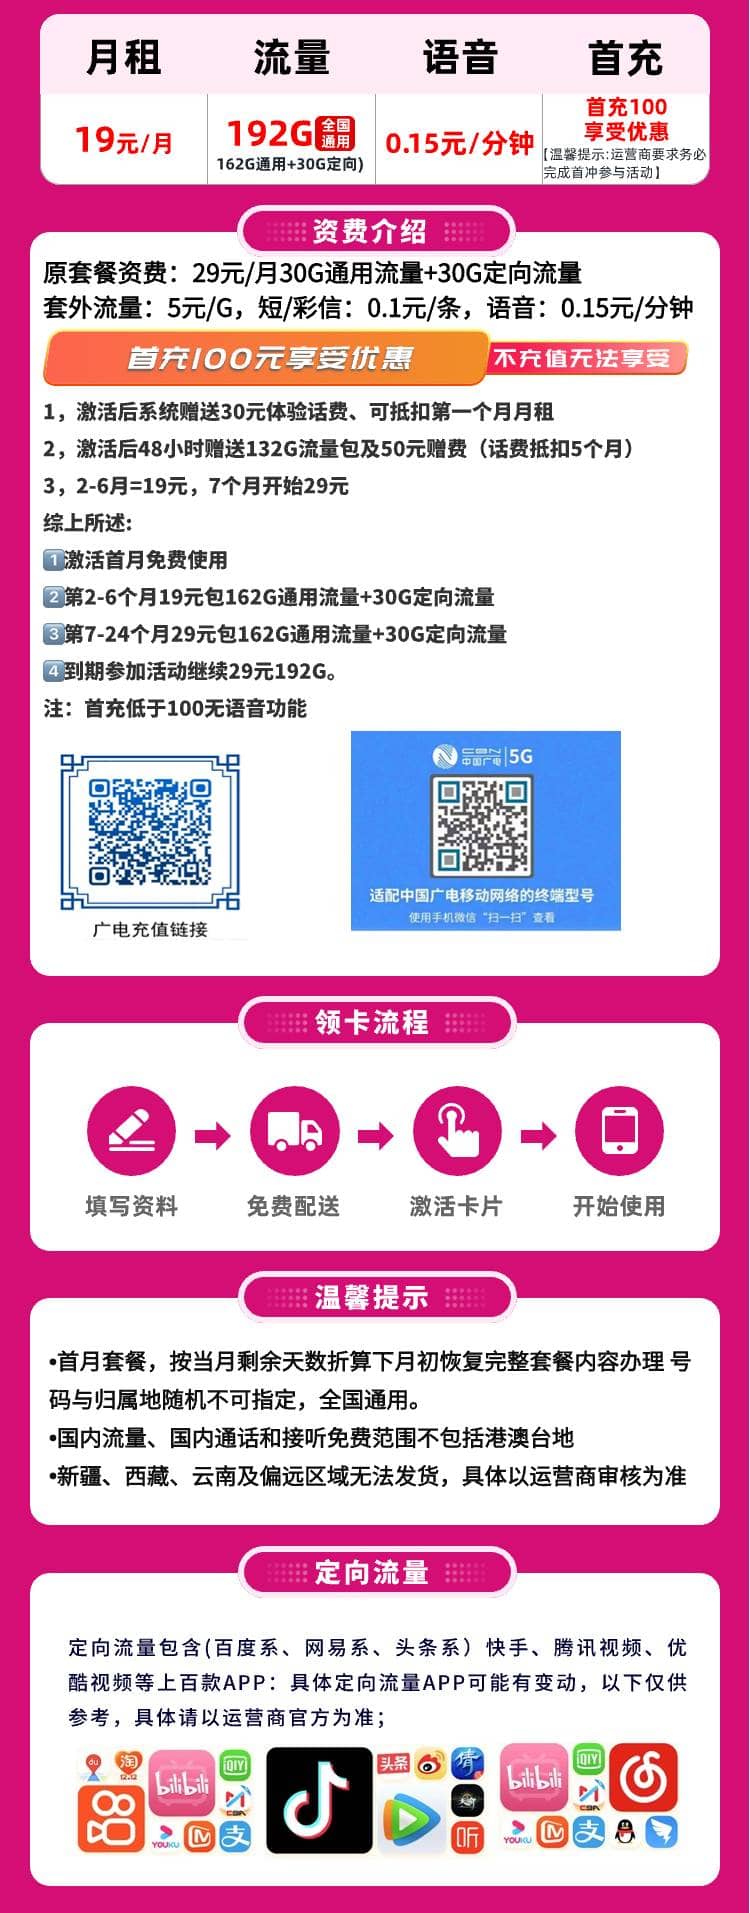 月租 流量 语音 首充
19元/月
192G 全国通用
162G通用+30G定向)
0.15元/分钟
首充100
享受优惠
【温馨提示:运营商要求务必
完成首冲参与活动】
资费介绍
原套餐资费：29元/月30G通用流量+30G定向流量
套外流量：5元/G，短/彩信：0.1元/条，语音：0.15元/分钟
首充100元享受优惠 不充值无法享受
1，激活后系统赠送30元体验话费、可抵扣第一个月月租
2，激活后48小时赠送132G流量包及50元赠费（话费抵扣5个月）
3，2-6月=19元，7个月开始29元
综上所述:
1激活首月免费使用
2第2-6个月19元包162G通用流量+30G定向流量
3第7-24个月29元包162G通用流量+30G定向流量
4到期参加活动继续29元192G。
注：首充低于100无语音功能
CBN 中国广电 5G
适配中国广电移动网络的终端型号
使用手机微信“扫一扫”查看
广电充值链接
领卡流程
填写资料 免费配送 激活卡片 开始使用
温馨提示
•首月套餐，按当月剩余天数折算下月初恢复完整套餐内容办理 号
码与归属地随机不可指定，全国通用。
•国内流量、国内通话和接听免费范围不包括港澳台地
•新疆、西藏、云南及偏远区域无法发货，具体以运营商审核为准
定向流量
定向流量包含(百度系、网易系、头条系）快手、腾讯视频、优
酷视频等上百款APP：具体定向流量APP可能有变动，以下仅供
参考，具体请以运营商官方为准；
du 淘 12.12 bilibili QIY CBA YOUKU 支
头条 倩 听
bilibili QIY CBA YOUKU 支